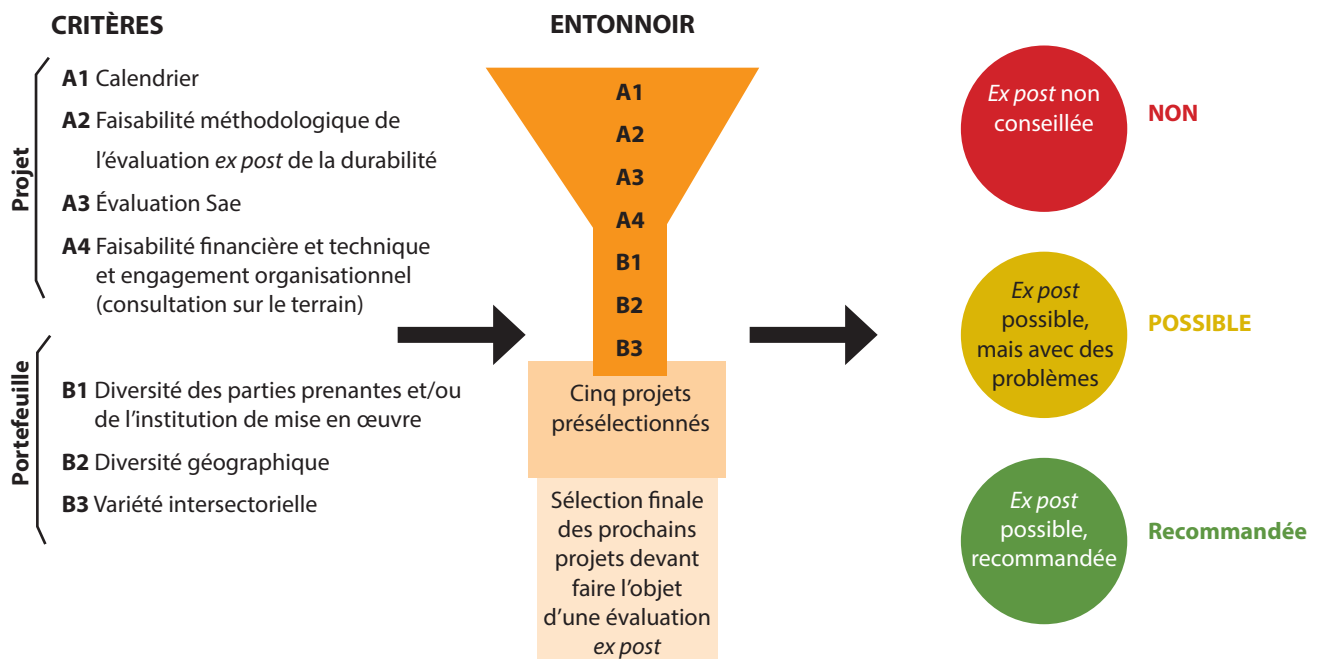 CRITÈRES
Projet
A1 Calendrier
A2 Faisabilité méthodologique de
l'évaluation ex post de la durabilité
A3 Évaluation Sae
A4 Faisabilité financière et technique
et engagement organisationnel
(consultation sur le terrain)
Portefeuille
B1 Diversité des parties prenantes et/ou
de l'institution de mise en œuvre
B2 Diversité géographique
B3 Variété intersectorielle
ENTONNOIR
A1
A2
A3
A4
B1
B2
B3
Cinq projets
présélectionnés
Sélection finale
des prochains
projets devant
faire l'objet
d'une évaluation
ex post
Ex post non
conseillée
NON
Ex post
possible,
mais avec des
problèmes
POSSIBLE
Ex post
possible,
recommandée
Recommandée